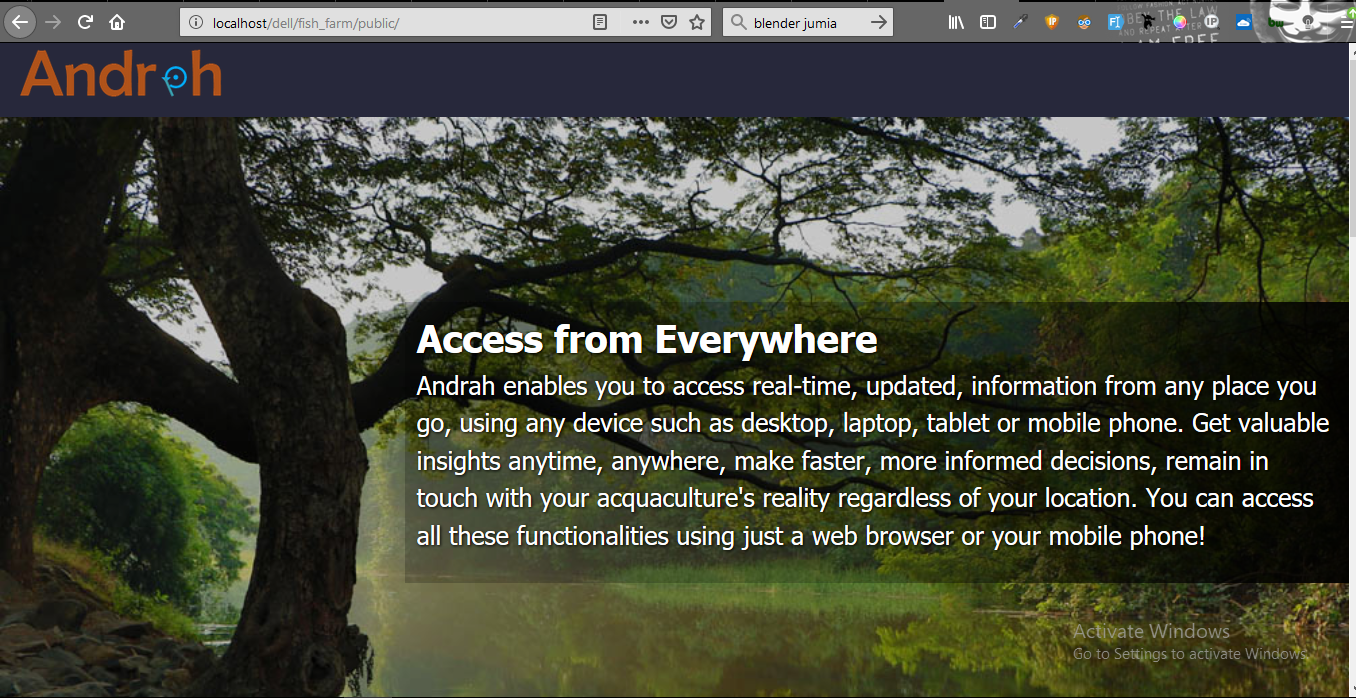 localhost/dell/fish_farm/public/
blender jumia
Andrah
Access from Everywhere
Andrah enables you to access real-time, updated, information from any place you
go, using any device such as desktop, laptop, tablet or mobile phone. Get valuable
insights anytime, anywhere, make faster, more informed decisions, remain in
touch with your acquaculture's reality regardless of your location. You can access
all these functionalities using just a web browser or your mobile phone!
Activate Windows
Go to Settings to activate Windows.